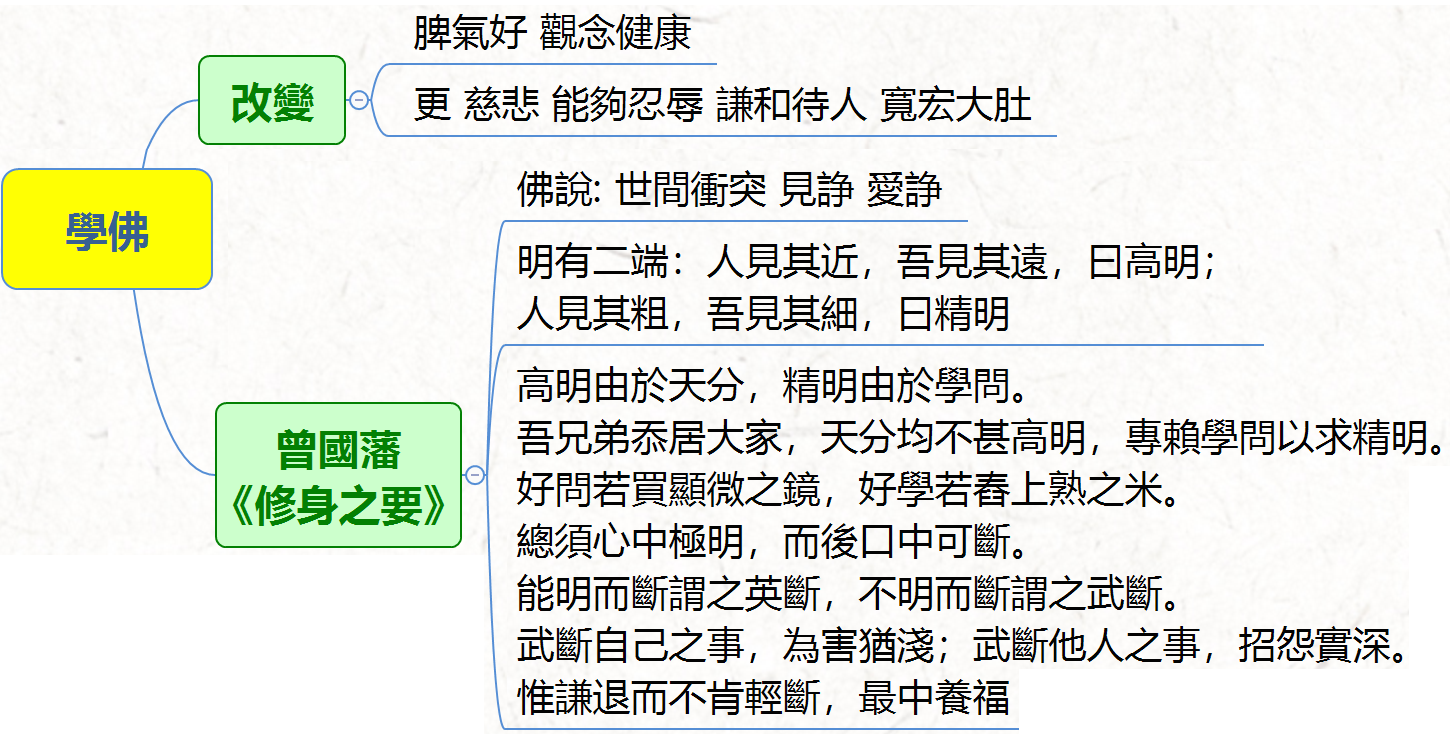 學佛
改變
脾氣好 觀念健康
更 慈悲 能夠忍辱 謙和待人 寬宏大肚
曾國藩
《修身之要》
佛說: 世間衝突 見諍 愛諍
明有二端：人見其近，吾見其遠，曰高明；
人見其粗，吾見其細，曰精明
高明由於天分，精明由於學問。
吾兄弟忝居大家，天分均不甚高明，專賴學問以求精明。
好問若買顯微之鏡，好學若舂上熟之米。
總須心中極明，而後口中可斷。
能明而斷謂之英斷，不明而斷謂之武斷。
武斷自己之事，為害猶淺；武斷他人之事，招怨實深。
惟謙退而不肯輕斷，最中養福